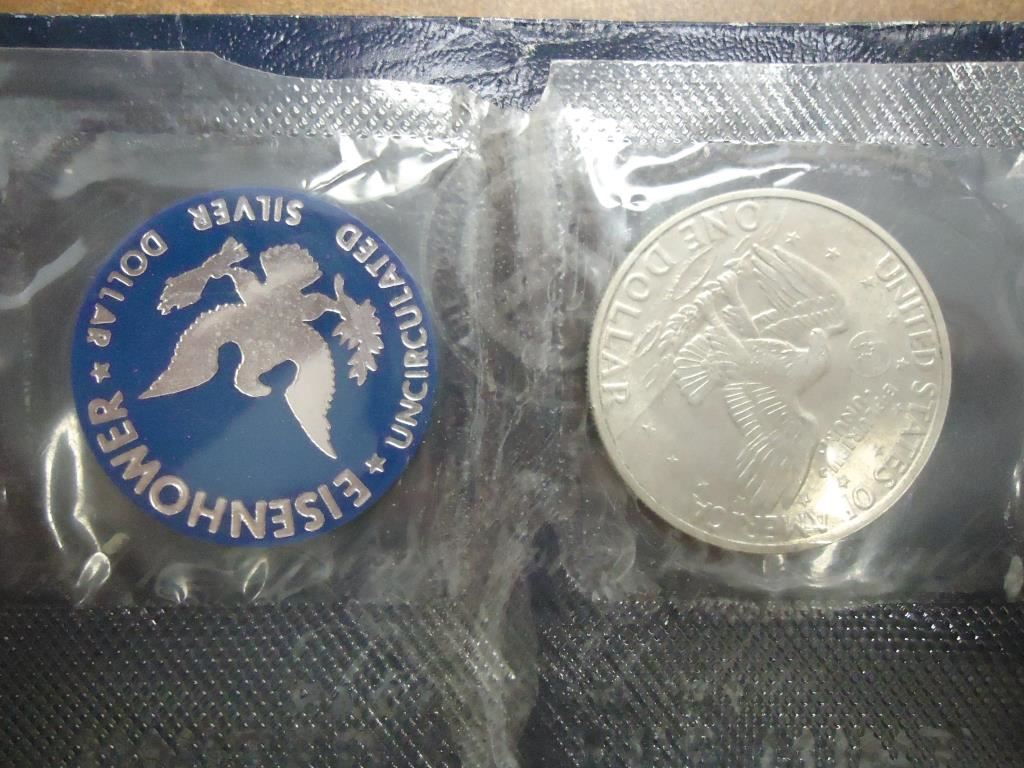 EISENHOWER
★ UNCIRCULATED SILVER DOLLAR ★
UNITED STATES OF AMERICA
E PLURIBUS
UNUM
ONE DOLLAR